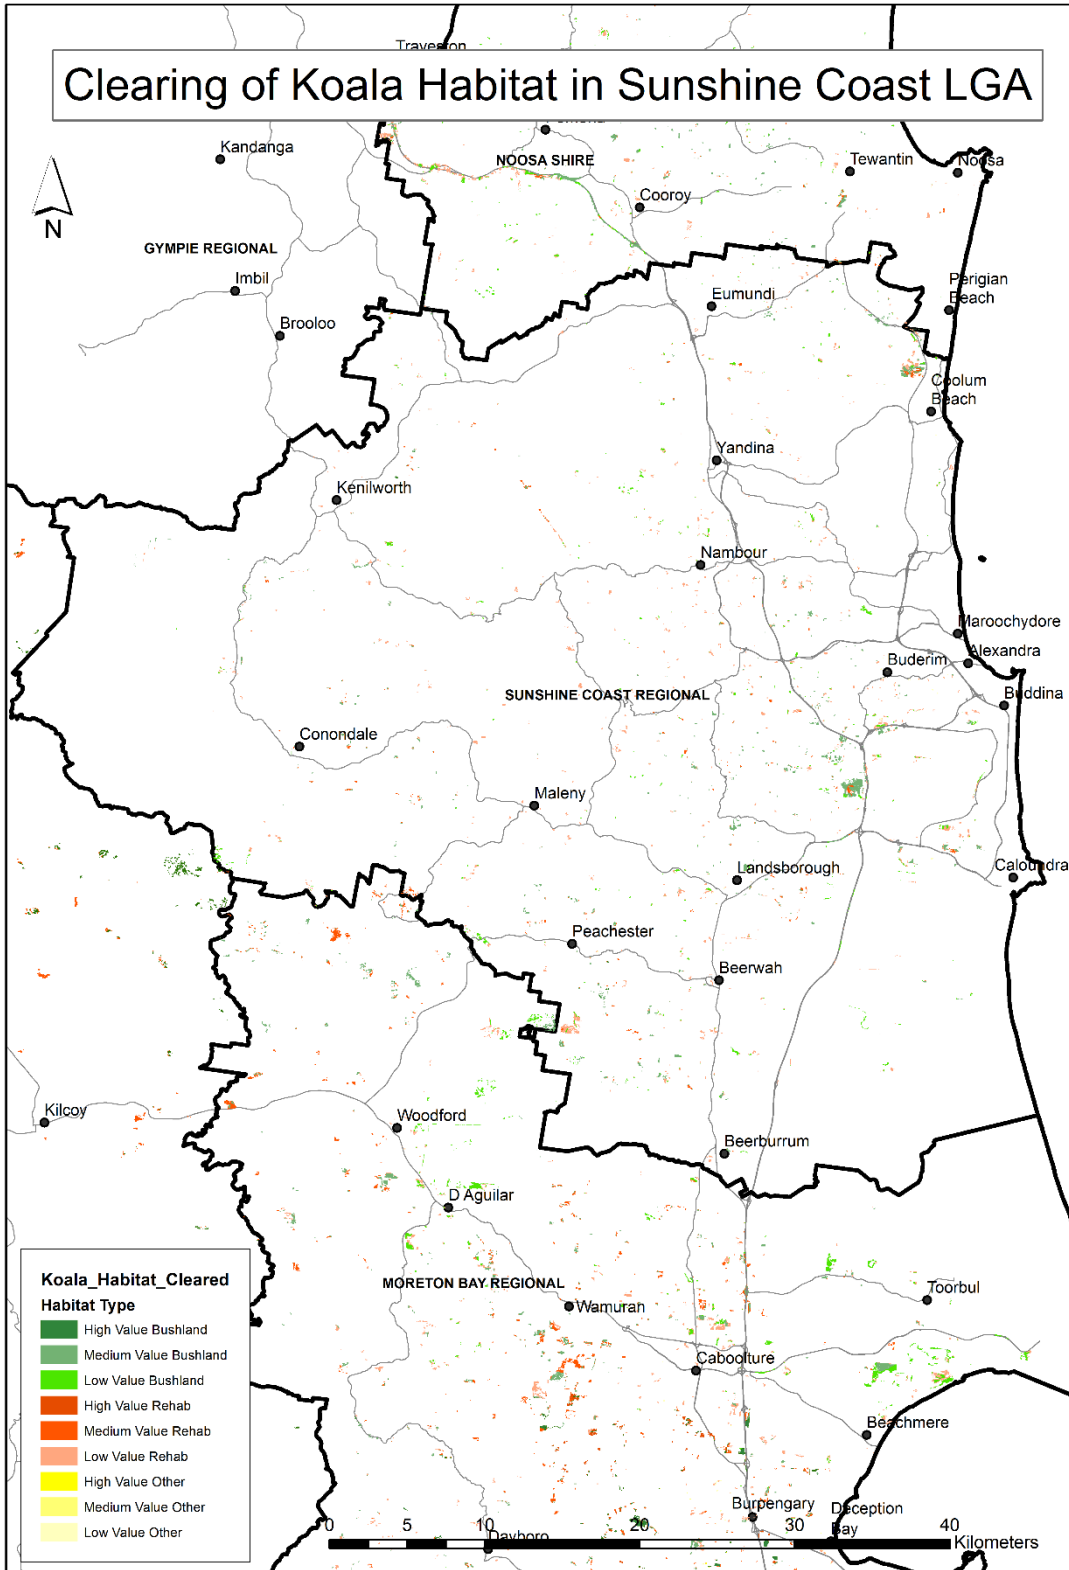 Traveston
Clearing of Koala Habitat in Sunshine Coast LGA
Kandanga
NOOSA SHIRE
Tewantin
Noosa
Cooroy
N
GYMPIE REGIONAL
Imbil
Perigian
Beach
Eumundi
Brooloo
Coolum
Beach
Yandina
Kenilworth
Nambour
Maroochydore
Alexandra
Buderim
SUNSHINE COAST REGIONAL
Buddina
Conondale
Maleny
Landsborough
Caloundra
Peachester
Beerwah
Kilcoy
Woodford
Beerburrum
D Aguilar
MORETON BAY REGIONAL
Toorbul
Wamurah
Caboolture
Beachmere
Burpengary
Deception
Bay
Dayboro
Koala_Habitat_Cleared
Habitat Type
High Value Bushland
Medium Value Bushland
Low Value Bushland
High Value Rehab
Medium Value Rehab
Low Value Rehab
High Value Other
Medium Value Other
Low Value Other
0 5 10 20 30 40
Kilometers